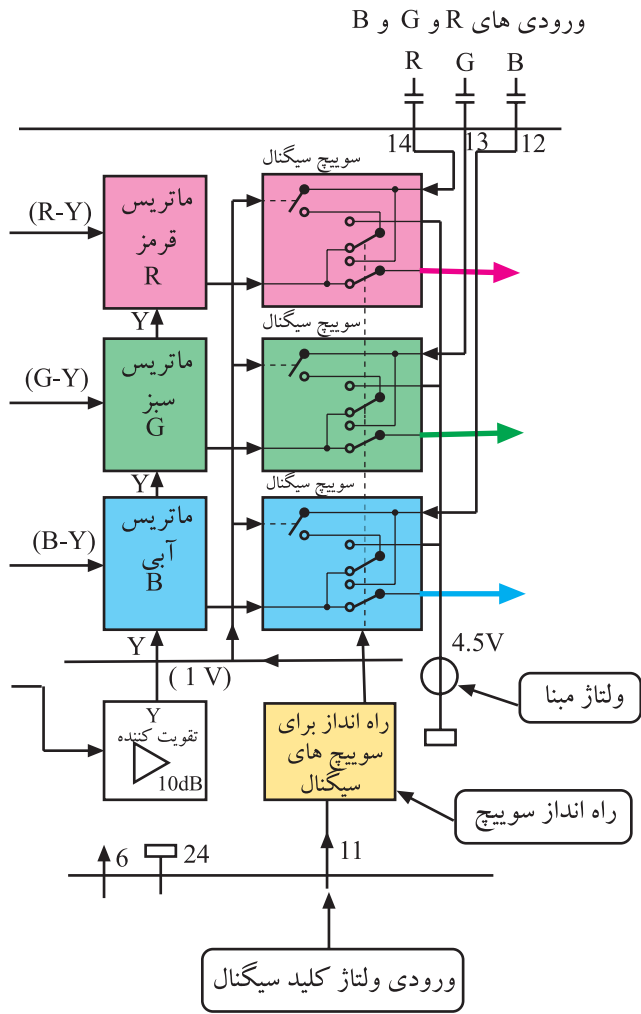 ورودی های R و G و B
R G B
14 13 12
سوییچ سیگنال
ماتریس
قرمز
R
(R-Y)
Y
سوییچ سیگنال
ماتریس
سبز
G
(G-Y)
Y
سوییچ سیگنال
ماتریس
آبی
B
(B-Y)
Y
4.5V
( 1 V)
ولتاژ مبنا
Y
تقویت کننده
10dB
راه انداز برای
سوییچ های
سیگنال
راه انداز سوییچ
6 24 11
ورودی ولتاژ کلید سیگنال